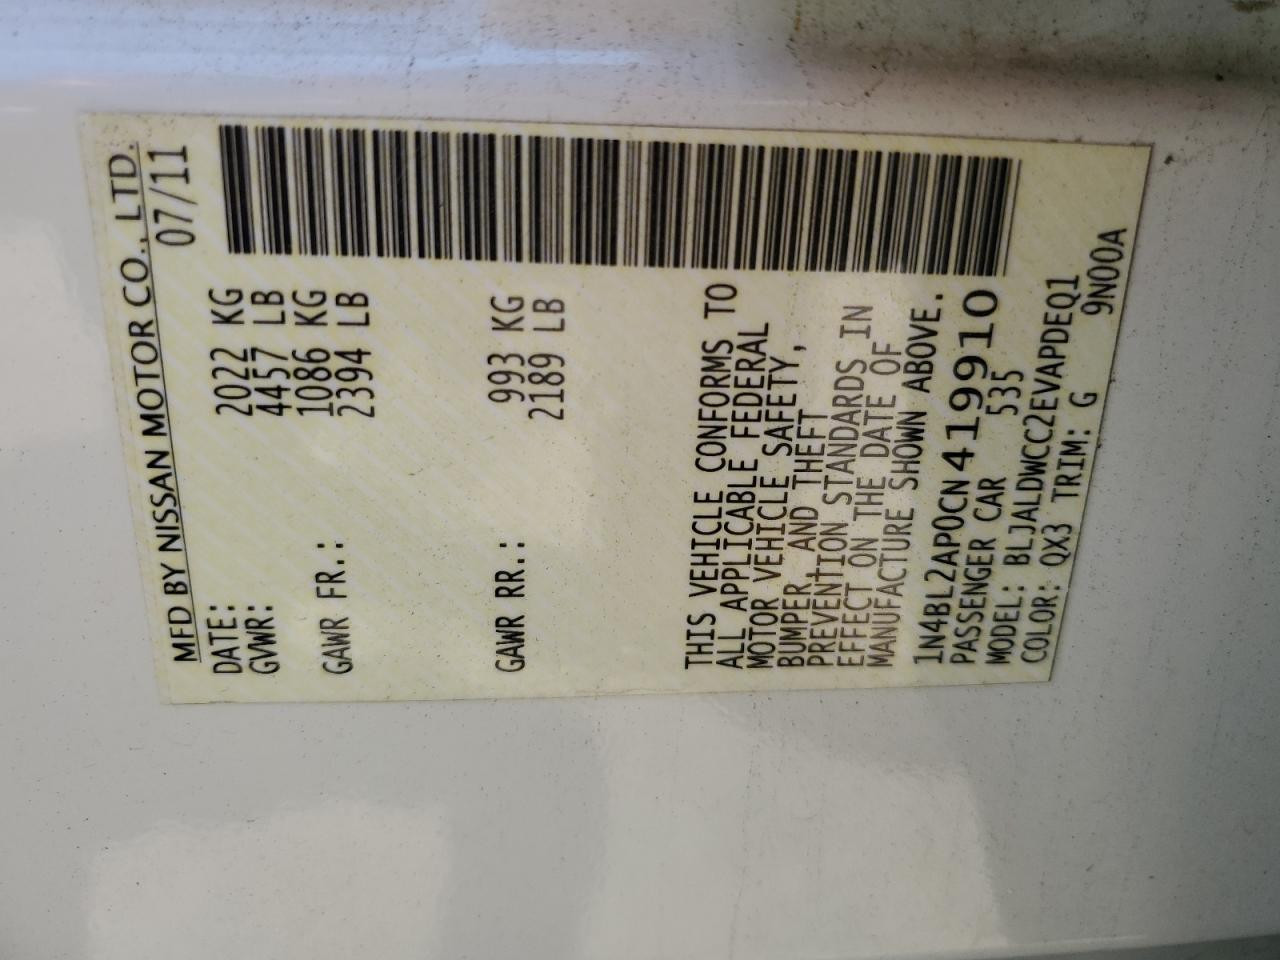 MFD BY NISSAN MOTOR CO., LTD.
DATE: 07/11
GVWR: 2022 KG
4457 LB
GAWR FR.: 1086 KG
2394 LB
GAWR RR.: 993 KG
2189 LB
THIS VEHICLE CONFORMS TO
ALL APPLICABLE FEDERAL
MOTOR VEHICLE SAFETY,
BUMPER AND THEFT
PREVENTION STANDARDS IN
EFFECT ON THE DATE OF
MANUFACTURE SHOWN ABOVE.
1N4BL2AP0CN419910
PASSENGER CAR 535
MODEL: BLJALDWCC2EVAPDEQ1
COLOR: QX3 TRIM: G 9N00A